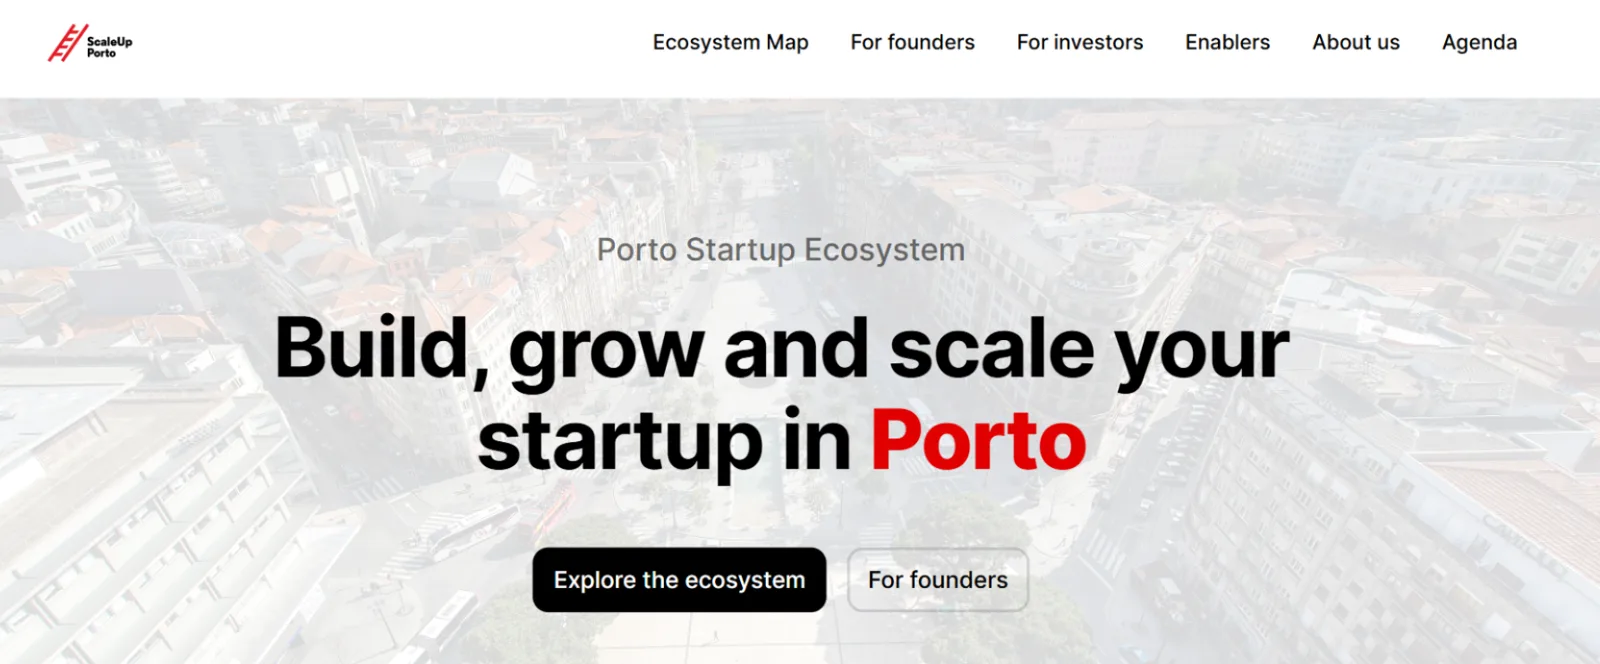 ScaleUp
Porto
Ecosystem Map
For founders
For investors
Enablers
About us
Agenda
Porto Startup Ecosystem
Build, grow and scale your
startup in Porto
Explore the ecosystem
For founders